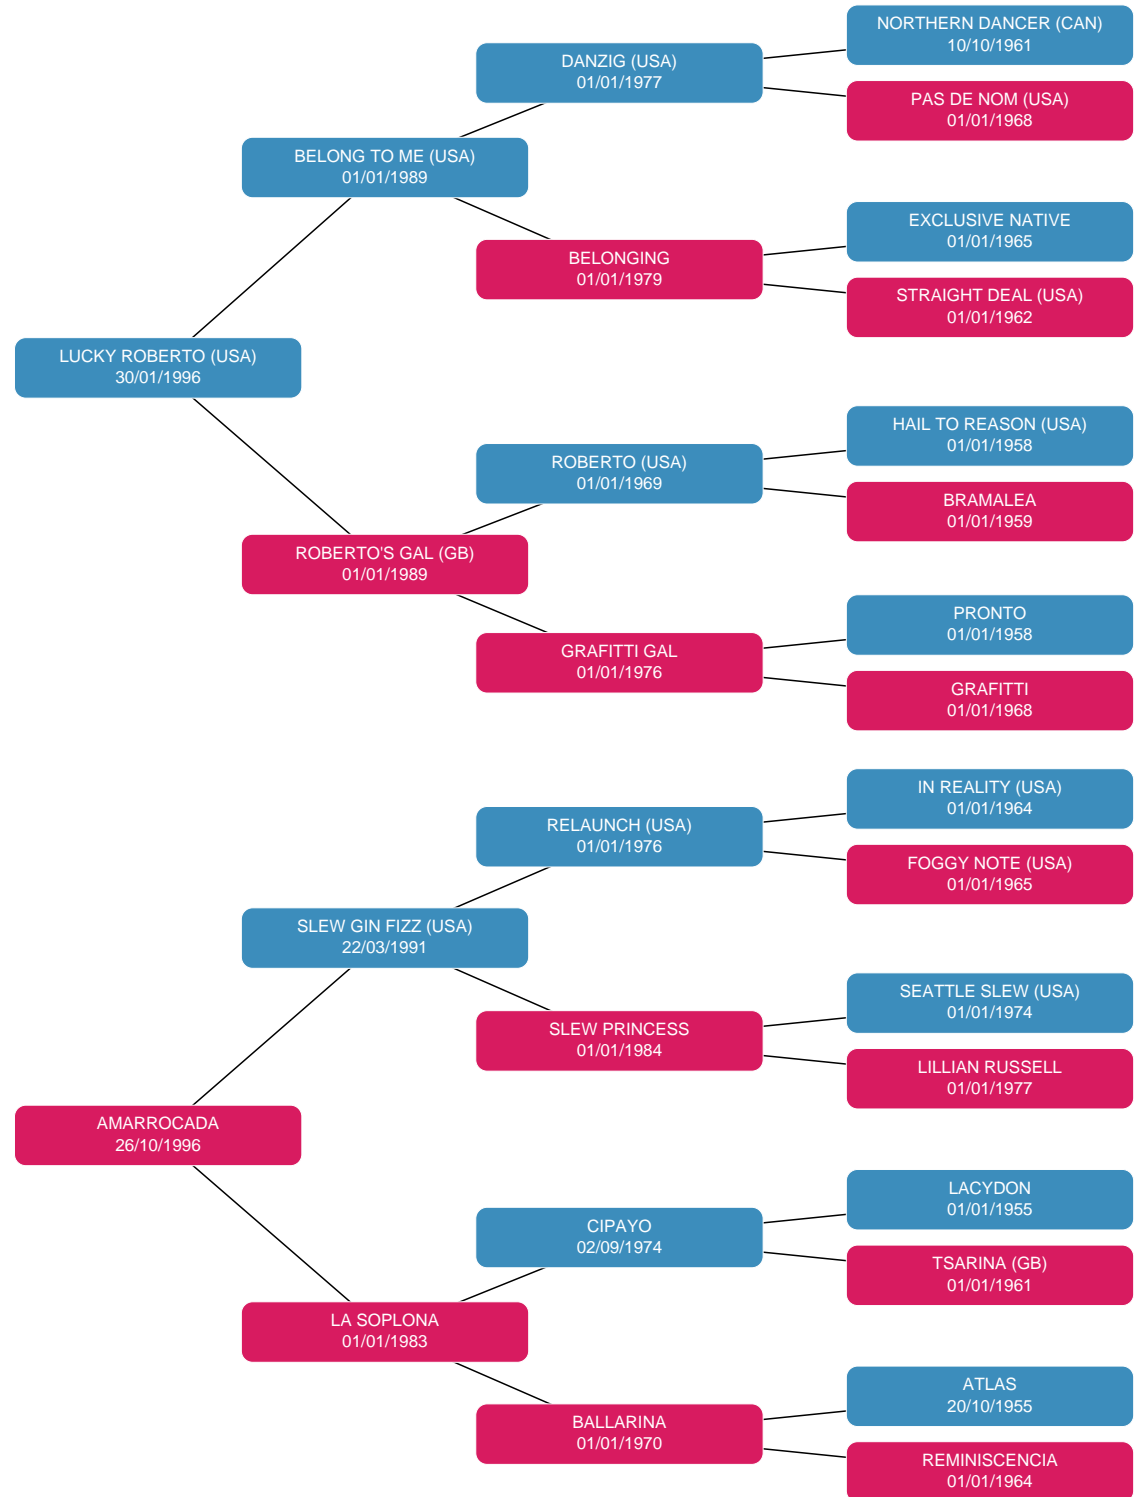 NORTHERN DANCER (CAN)
10/10/1961
DANZIG (USA)
01/01/1977
PAS DE NOM (USA)
01/01/1968
BELONG TO ME (USA)
01/01/1989
EXCLUSIVE NATIVE
01/01/1965
BELONGING
01/01/1979
STRAIGHT DEAL (USA)
01/01/1962
LUCKY ROBERTO (USA)
30/01/1996
HAIL TO REASON (USA)
01/01/1958
ROBERTO (USA)
01/01/1969
BRAMALEA
01/01/1959
ROBERTO'S GAL (GB)
01/01/1989
PRONTO
01/01/1958
GRAFITTI GAL
01/01/1976
GRAFITTI
01/01/1968
IN REALITY (USA)
01/01/1964
RELAUNCH (USA)
01/01/1976
FOGGY NOTE (USA)
01/01/1965
SLEW GIN FIZZ (USA)
22/03/1991
SEATTLE SLEW (USA)
01/01/1974
SLEW PRINCESS
01/01/1984
LILLIAN RUSSELL
01/01/1977
AMARROCADA
26/10/1996
LACYDON
01/01/1955
CIPAYO
02/09/1974
TSARINA (GB)
01/01/1961
LA SOPLONA
01/01/1983
ATLAS
20/10/1955
BALLARINA
01/01/1970
REMINISCENCIA
01/01/1964